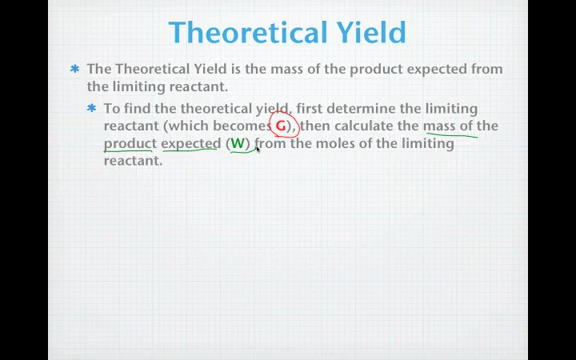 Theoretical Yield
* The Theoretical Yield is the mass of the product expected from
the limiting reactant.
* To find the theoretical yield, first determine the limiting
reactant (which becomes G), then calculate the mass of the
product expected (W) from the moles of the limiting
reactant.